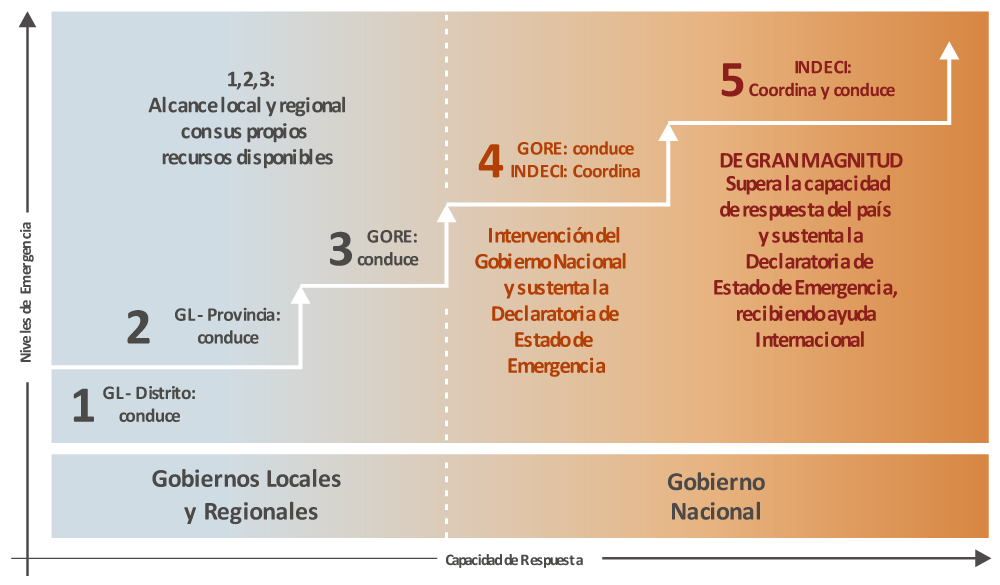 1,2,3:
Alcance local y regional
con sus propios
recursos disponibles
1
GL - Distrito:
conduce
2
GL - Provincia:
conduce
3
GORE:
conduce
4
GORE: conduce
INDECI: Coordina
Intervención del
Gobierno Nacional
y sustenta la
Declaratoria de
Estado de
Emergencia
5
INDECI:
Coordina y conduce
DE GRAN MAGNITUD
Supera la capacidad
de respuesta del país
y sustenta la
Declaratoria de
Estado de Emergencia,
recibiendo ayuda
Internacional
Niveles de Emergencia
Gobiernos Locales
y Regionales
Gobierno
Nacional
Capacidad de Respuesta